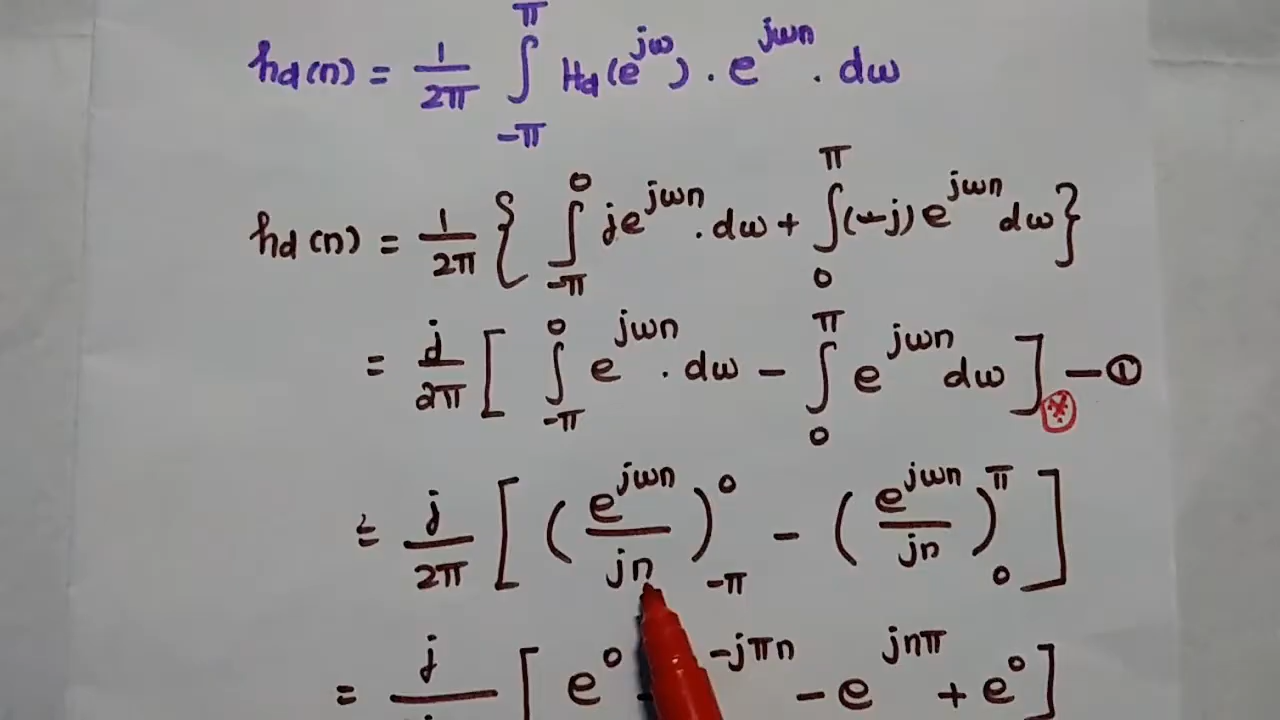 hd(n) = 1/2π ∫_{-π}^{π} Hd(e^{jω}) . e^{jωn} . dω
hd(n) = 1/2π { ∫_{-π}^{0} je^{jωn} . dω + ∫_{0}^{π} (-j) e^{jωn} dω }
= j/2π [ ∫_{-π}^{0} e^{jωn} . dω - ∫_{0}^{π} e^{jωn} dω ] — ①
= j/2π [ ( e^{jωn}/jn )_{-π}^{0} - ( e^{jωn}/jn )_{0}^{π} ]
= j [ e^{0} - ^{-jπn} - e^{jnπ} + e^{0} ]